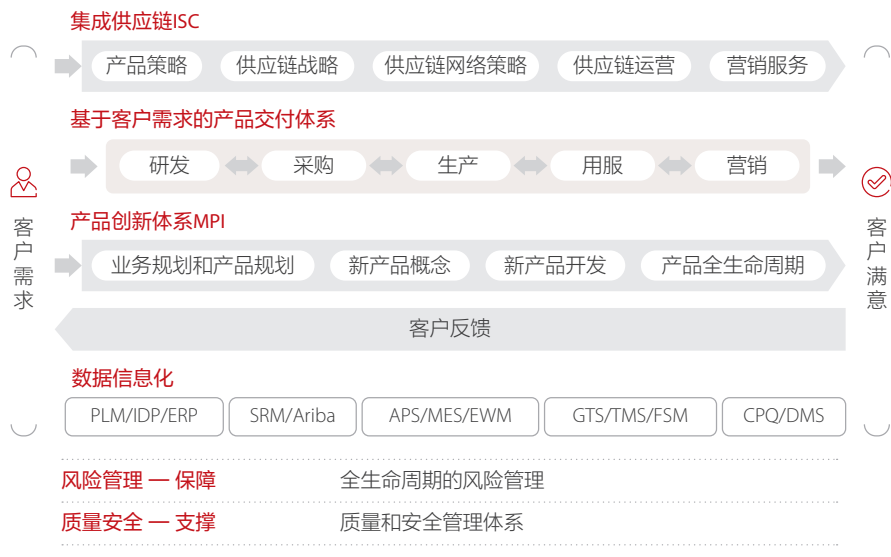 集成供应链ISC
产品策略 供应链战略 供应链网络策略 供应链运营 营销服务
基于客户需求的产品交付体系
研发 采购 生产 用服 营销
客户需求
客户满意
产品创新体系MPI
业务规划和产品规划 新产品概念 新产品开发 产品全生命周期
客户反馈
数据信息化
PLM/IDP/ERP SRM/Ariba APS/MES/EWM GTS/TMS/FSM CPQ/DMS
风险管理 — 保障 全生命周期的风险管理
质量安全 — 支撑 质量和安全管理体系